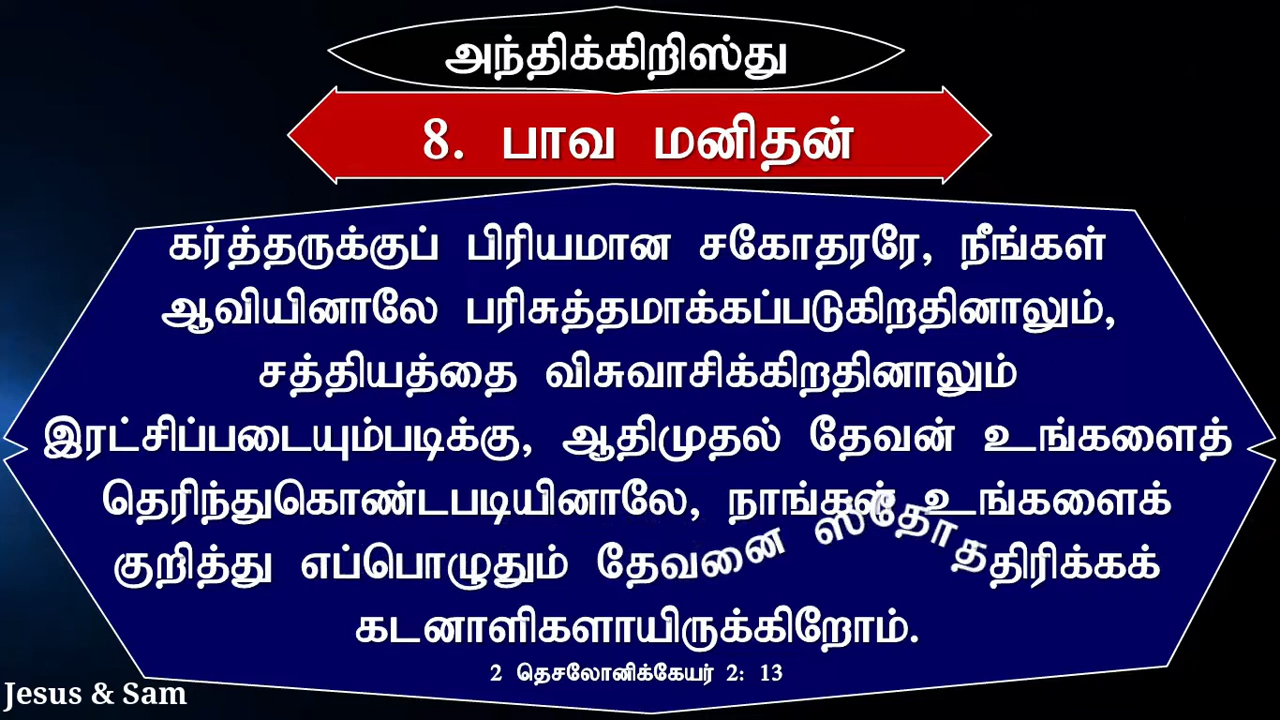 அந்திக்கிறிஸ்து
8. பாவ மனிதன்
கர்த்தருக்குப் பிரியமான சகோதரரே, நீங்கள்
ஆவியினாலே பரிசுத்தமாக்கப்படுகிறதினாலும்,
சத்தியத்தை விசுவாசிக்கிறதினாலும்
இரட்சிப்படையும்படிக்கு, ஆதிமுதல் தேவன் உங்களைத்
தெரிந்துகொண்டபடியினாலே, நாங்கள் உங்களைக்
குறித்து எப்பொழுதும் தேவனை ஸ்தோத்திரிக்கக்
கடனாளிகளாயிருக்கிறோம்.
2 தெசலோனிக்கேயர் 2: 13
Jesus & Sam